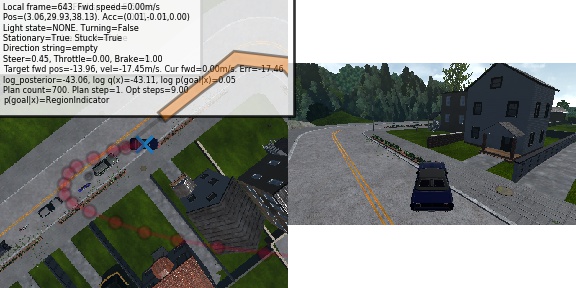 Local frame=643. Fwd.speed=0.00m/s
Pos=(3.06,29.93,38.13). Acc=(0.01,-0.01,0.00)
Light state=NONE. Turning=False
Stationary=True. Stuck=True
Direction string=empty
Steer=0.45, Throttle=0.00, Brake=1.00
Target fwd pos=-13.96, vel=-17.45m/s. Cur fwd=0.00m/s. Err=-17.46
log_posterior=-43.06, log q(x)=-43.11, log p(goal|x)=0.05
Plan count=700. Plan step=1. Opt steps=9.00
p(goal|x)=RegionIndicator